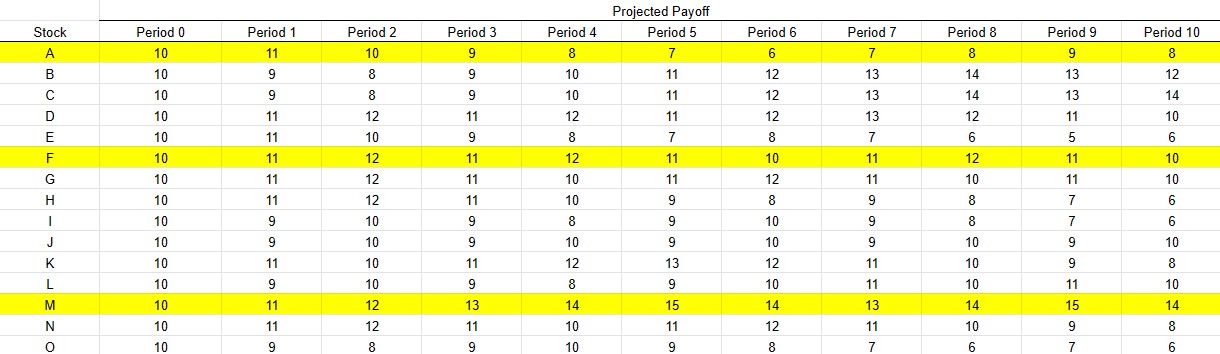 Projected Payoff
Stock Period 0 Period 1 Period 2 Period 3 Period 4 Period 5 Period 6 Period 7 Period 8 Period 9 Period 10
A 10 11 10 9 8 7 6 7 8 9 8
B 10 9 8 9 10 11 12 13 14 13 12
C 10 9 8 9 10 11 12 13 14 13 14
D 10 11 12 11 12 11 12 13 12 11 10
E 10 11 10 9 8 7 8 7 6 5 6
F 10 11 12 11 12 11 10 11 12 11 10
G 10 11 12 11 10 11 12 11 10 11 10
H 10 11 12 11 10 9 8 9 8 7 6
I 10 9 10 9 8 9 10 9 8 7 6
J 10 9 10 9 10 9 10 9 10 9 10
K 10 11 10 11 12 13 12 11 10 9 8
L 10 9 10 9 8 9 10 11 10 11 10
M 10 11 12 13 14 15 14 13 14 15 14
N 10 11 12 11 10 11 12 11 10 9 8
O 10 9 8 9 10 9 8 7 6 7 6